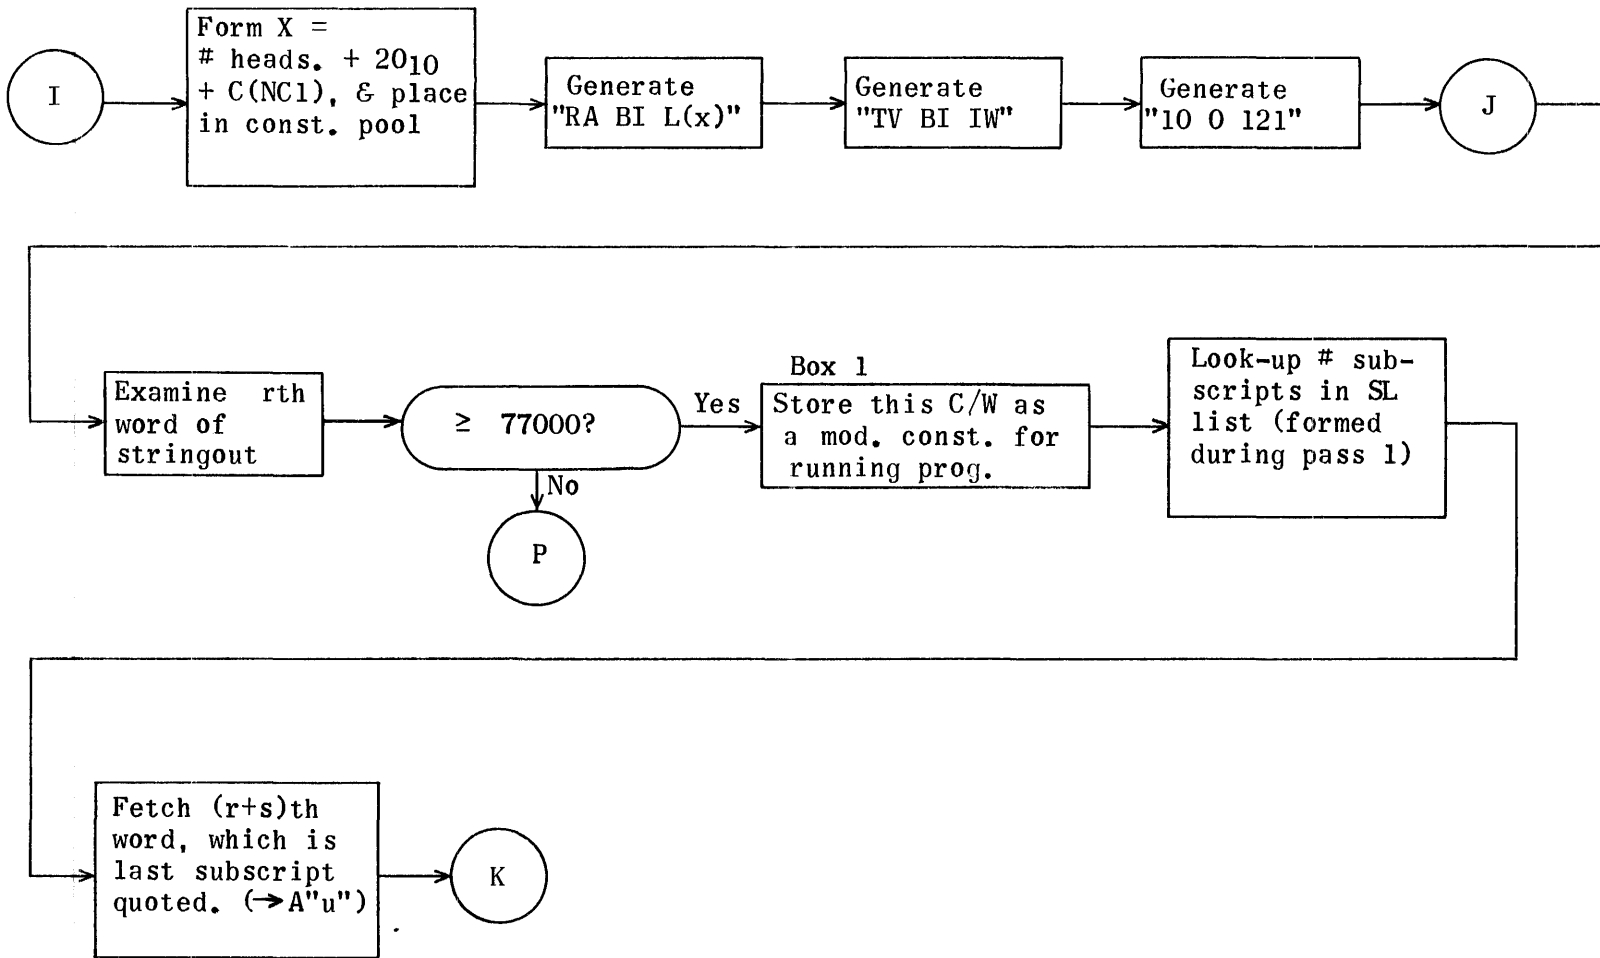 I
Form X =
# heads. + 20₁₀
+ C(NC1), & place
in const. pool
Generate
"RA BI L(x)"
Generate
"TV BI IW"
Generate
"10 0 121"
J
Examine rth
word of
stringout
≥ 77000?
Yes
No
P
Box 1
Store this C/W as
a mod. const. for
running prog.
Look-up # sub-
scripts in SL
list (formed
during pass 1)
Fetch (r+s)th
word, which is
last subscript
quoted. (→A"u")
K